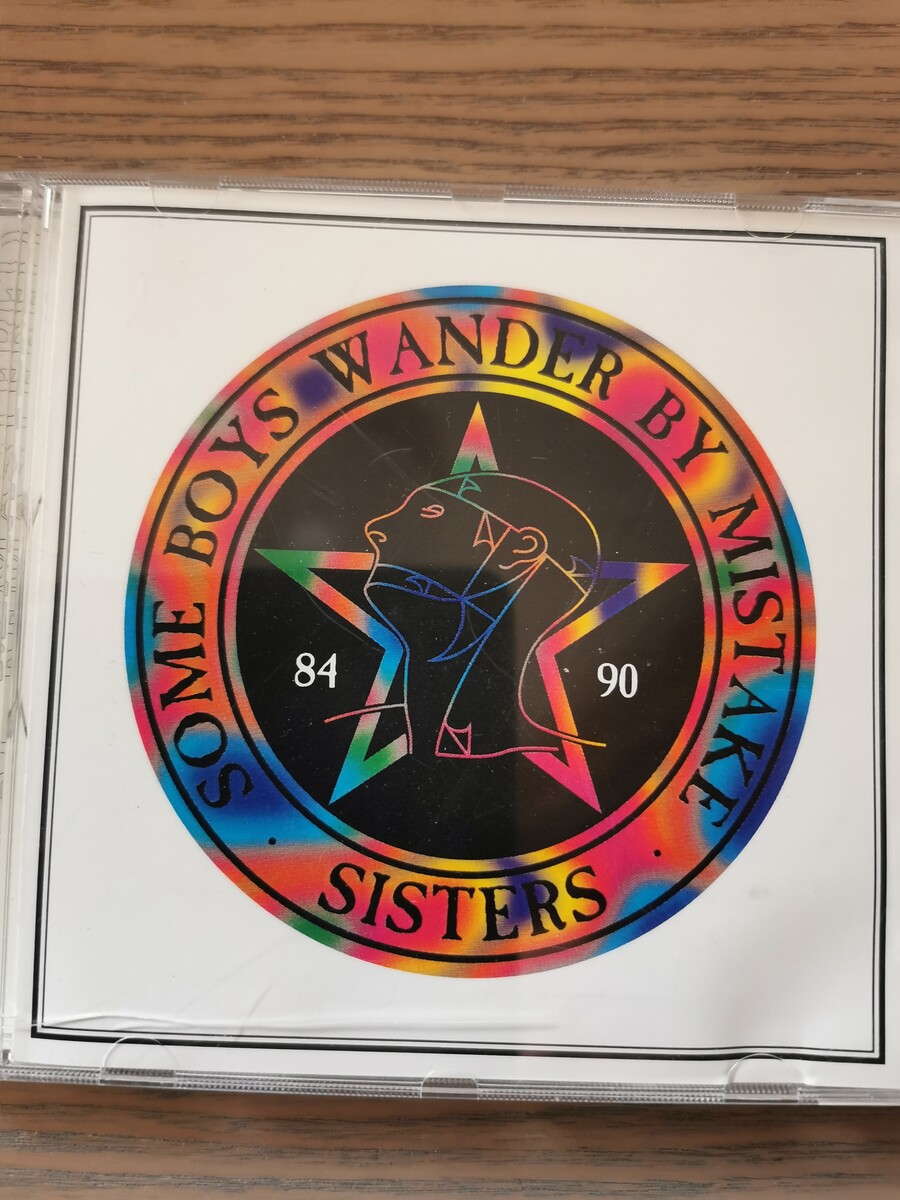 SOME BOYS WANDER BY MISTAKE
84
90
SISTERS